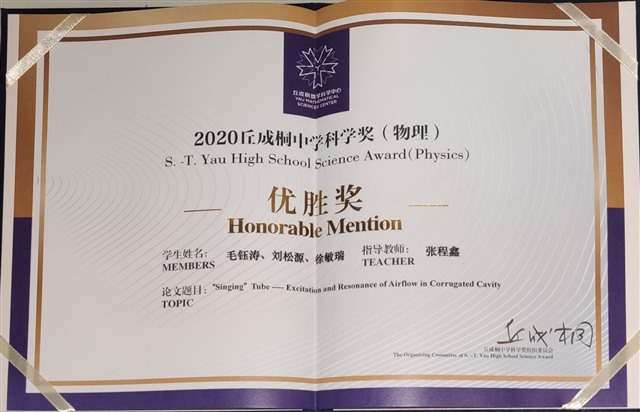 丘成桐数学科学中心
YAU MATHEMATICAL
SCIENCES CENTER
2020丘成桐中学科学奖（物理）
S. -T. Yau High School Science Award(Physics)
优胜奖
Honorable Mention
学生姓名： 毛钰涛、刘松源、徐敏瑞 指导教师： 张程鑫
MEMBERS TEACHER
论文题目：“Singing” Tube ---- Excitation and Resonance of Airflow in Corrugated Cavity
TOPIC
丘成桐
丘成桐中学科学奖组织委员会
The Organizing Committee of S. -T. Yau High School Science Award